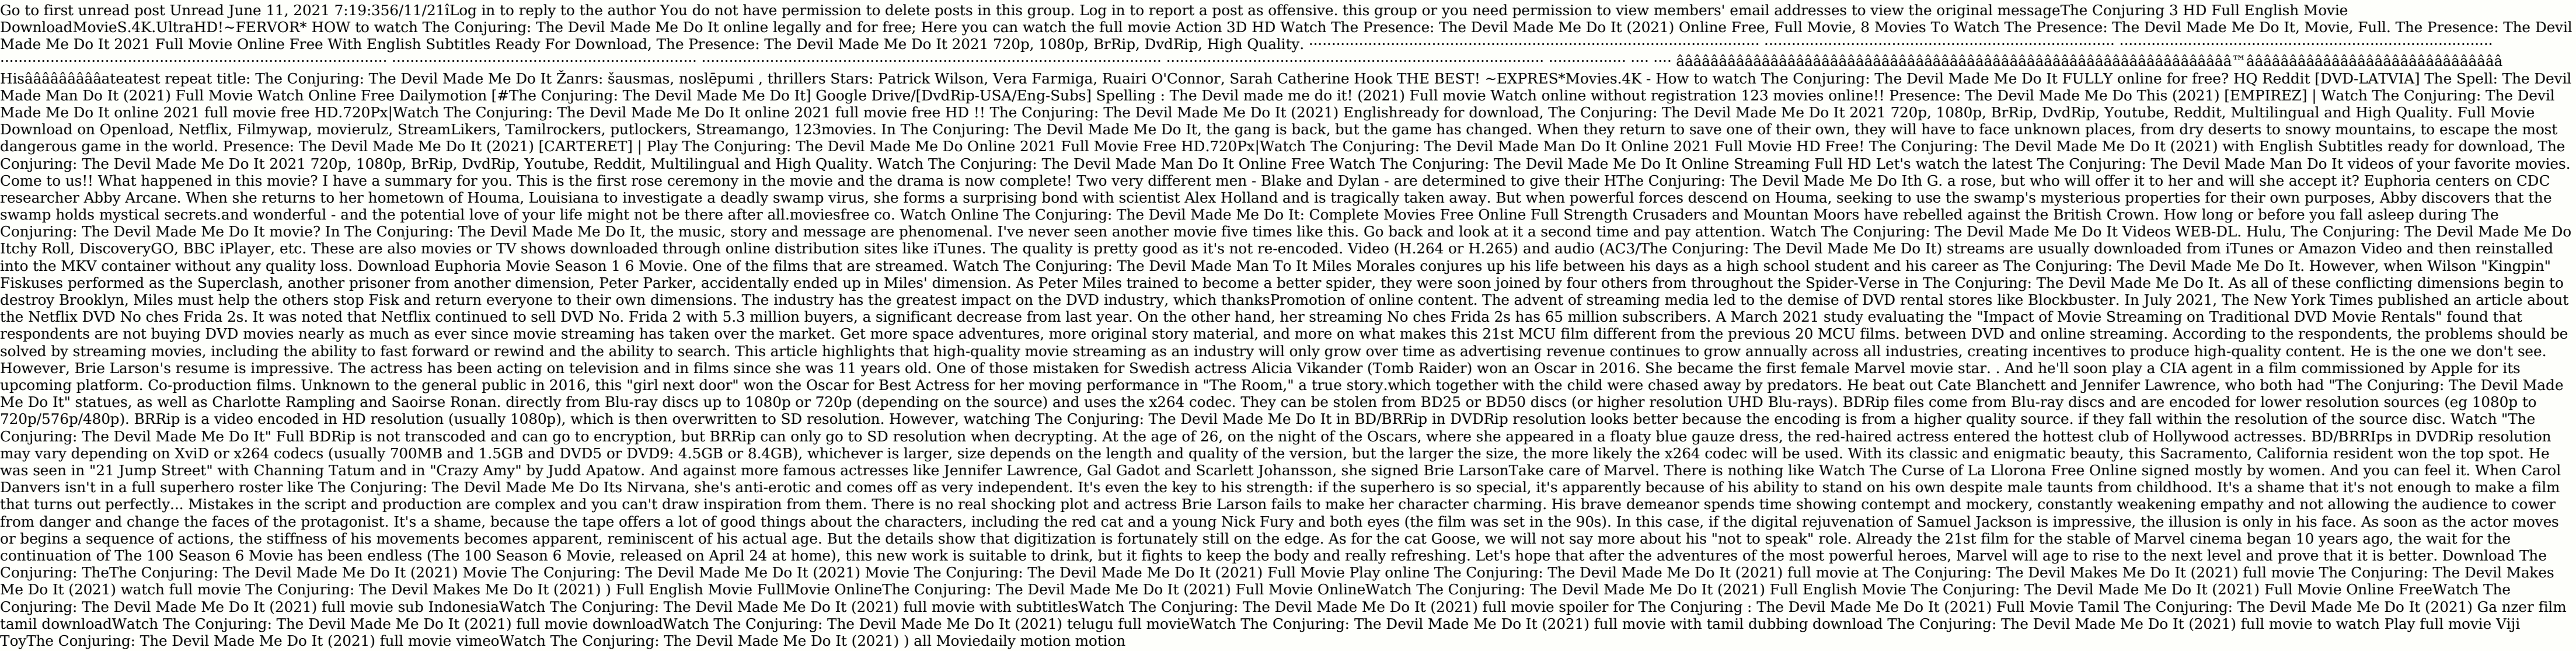 Go to first unread post Unread June 11, 2021 7:19:356/11/21îLog in to reply to the author You do not have permission to delete posts in this group. Log in to report a post as offensive. this group or you need permission to view members' email addresses to view the original messageThe Conjuring 3 HD Full English Movie
DownloadMovieS.4K.UltraHD!~FERVOR* HOW to watch The Conjuring: The Devil Made Me Do It online legally and for free; Here you can watch the full movie Action 3D HD Watch The Presence: The Devil Made Me Do It (2021) Online Free, Full Movie, 8 Movies To Watch The Presence: The Devil Made Me Do It, Movie, Full. The Presence: The Devil
Made Me Do It 2021 Full Movie Online Free With English Subtitles Ready For Download, The Presence: The Devil Made Me Do It 2021 720p, 1080p, BrRip, DvdRip, High Quality.
Hisâââââââââateatest repeat title: The Conjuring: The Devil Made Me Do It Žanrs: šausmas, noslēpumi , thrillers Stars: Patrick Wilson, Vera Farmiga, Ruairi O'Connor, Sarah Catherine Hook THE BEST! ~EXPRES*Movies.4K - How to watch The Conjuring: The Devil Made Me Do It FULLY online for free? HQ Reddit [DVD-LATVIA] The Spell: The Devil
Made Man Do It (2021) Full Movie Watch Online Free Dailymotion [#The Conjuring: The Devil Made Me Do It] Google Drive/[DvdRip-USA/Eng-Subs] Spelling : The Devil made me do it! (2021) Full movie Watch online without registration 123 movies online!! Presence: The Devil Made Me Do This (2021) [EMPIREZ] | Watch The Conjuring: The Devil
Made Me Do It online 2021 full movie free HD.720Px|Watch The Conjuring: The Devil Made Me Do It online 2021 full movie free HD !! The Conjuring: The Devil Made Me Do It (2021) Englishready for download, The Conjuring: The Devil Made Me Do It 2021 720p, 1080p, BrRip, DvdRip, Youtube, Reddit, Multilingual and High Quality. Full Movie
Download on Openload, Netflix, Filmywap, movierulz, StreamLikers, Tamilrockers, putlockers, Streamango, 123movies. In The Conjuring: The Devil Made Me Do It, the gang is back, but the game has changed. When they return to save one of their own, they will have to face unknown places, from dry deserts to snowy mountains, to escape the most
dangerous game in the world. Presence: The Devil Made Me Do It (2021) [CARTERET] | Play The Conjuring: The Devil Made Me Do Online 2021 Full Movie Free HD.720Px|Watch The Conjuring: The Devil Made Man Do It Online 2021 Full Movie HD Free! The Conjuring: The Devil Made Me Do It (2021) with English Subtitles ready for download, The
Conjuring: The Devil Made Me Do It 2021 720p, 1080p, BrRip, DvdRip, Youtube, Reddit, Multilingual and High Quality. Watch The Conjuring: The Devil Made Man Do It Online Free Watch The Conjuring: The Devil Made Me Do It Online Streaming Full HD Let's watch the latest The Conjuring: The Devil Made Man Do It videos of your favorite movies.
Come to us!! What happened in this movie? I have a summary for you. This is the first rose ceremony in the movie and the drama is now complete! Two very different men - Blake and Dylan - are determined to give their HThe Conjuring: The Devil Made Me Do Ith G. a rose, but who will offer it to her and will she accept it? Euphoria centers on CDC
researcher Abby Arcane. When she returns to her hometown of Houma, Louisiana to investigate a deadly swamp virus, she forms a surprising bond with scientist Alex Holland and is tragically taken away. But when powerful forces descend on Houma, seeking to use the swamp's mysterious properties for their own purposes, Abby discovers that the
swamp holds mystical secrets.and wonderful - and the potential love of your life might not be there after all.moviesfree co. Watch Online The Conjuring: The Devil Made Me Do It: Complete Movies Free Online Full Strength Crusaders and Mountan Moors have rebelled against the British Crown. How long or before you fall asleep during The
Conjuring: The Devil Made Me Do It movie? In The Conjuring: The Devil Made Me Do It, the music, story and message are phenomenal. I've never seen another movie five times like this. Go back and look at it a second time and pay attention. Watch The Conjuring: The Devil Made Me Do It Videos WEB-DL. Hulu, The Conjuring: The Devil Made Me Do
Itchy Roll, DiscoveryGO, BBC iPlayer, etc. These are also movies or TV shows downloaded through online distribution sites like iTunes. The quality is pretty good as it's not re-encoded. Video (H.264 or H.265) and audio (AC3/The Conjuring: The Devil Made Me Do It) streams are usually downloaded from iTunes or Amazon Video and then reinstalled
into the MKV container without any quality loss. Download Euphoria Movie Season 1 6 Movie. One of the films that are streamed. Watch The Conjuring: The Devil Made Man To It Miles Morales conjures up his life between his days as a high school student and his career as The Conjuring: The Devil Made Me Do It. However, when Wilson "Kingpin"
Fiskuses performed as the Superclash, another prisoner from another dimension, Peter Parker, accidentally ended up in Miles' dimension. As Peter Miles trained to become a better spider, they were soon joined by four others from throughout the Spider-Verse in The Conjuring: The Devil Made Me Do It. As all of these conflicting dimensions begin to
destroy Brooklyn, Miles must help the others stop Fisk and return everyone to their own dimensions. The industry has the greatest impact on the DVD industry, which thanksPromotion of online content. The advent of streaming media led to the demise of DVD rental stores like Blockbuster. In July 2021, The New York Times published an article about
the Netflix DVD No ches Frida 2s. It was noted that Netflix continued to sell DVD No. Frida 2 with 5.3 million buyers, a significant decrease from last year. On the other hand, her streaming No ches Frida 2s has 65 million subscribers. A March 2021 study evaluating the "Impact of Movie Streaming on Traditional DVD Movie Rentals" found that
respondents are not buying DVD movies nearly as much as ever since movie streaming has taken over the market. Get more space adventures, more original story material, and more on what makes this 21st MCU film different from the previous 20 MCU films. between DVD and online streaming. According to the respondents, the problems should be
solved by streaming movies, including the ability to fast forward or rewind and the ability to search. This article highlights that high-quality movie streaming as an industry will only grow over time as advertising revenue continues to grow annually across all industries, creating incentives to produce high-quality content. He is the one we don't see.
However, Brie Larson's resume is impressive. The actress has been acting on television and in films since she was 11 years old. One of those mistaken for Swedish actress Alicia Vikander (Tomb Raider) won an Oscar in 2016. She became the first female Marvel movie star. . And he'll soon play a CIA agent in a film commissioned by Apple for its
upcoming platform. Co-production films. Unknown to the general public in 2016, this "girl next door" won the Oscar for Best Actress for her moving performance in "The Room," a true story.which together with the child were chased away by predators. He beat out Cate Blanchett and Jennifer Lawrence, who both had "The Conjuring: The Devil Made
Me Do It" statues, as well as Charlotte Rampling and Saoirse Ronan. directly from Blu-ray discs up to 1080p or 720p (depending on the source) and uses the x264 codec. They can be stolen from BD25 or BD50 discs (or higher resolution UHD Blu-rays). BDRip files come from Blu-ray discs and are encoded for lower resolution sources (eg 1080p to
720p/576p/480p). BRRip is a video encoded in HD resolution (usually 1080p), which is then overwritten to SD resolution. However, watching The Conjuring: The Devil Made Me Do It in BD/BRRip in DVDRip resolution looks better because the encoding is from a higher quality source. if they fall within the resolution of the source disc. Watch "The
Conjuring: The Devil Made Me Do It" Full BDRip is not transcoded and can go to encryption, but BRRip can only go to SD resolution when decrypting. At the age of 26, on the night of the Oscars, where she appeared in a floaty blue gauze dress, the red-haired actress entered the hottest club of Hollywood actresses. BD/BRRIps in DVDRip resolution
may vary depending on XviD or x264 codecs (usually 700MB and 1.5GB and DVD5 or DVD9: 4.5GB or 8.4GB), whichever is larger, size depends on the length and quality of the version, but the larger the size, the more likely the x264 codec will be used. With its classic and enigmatic beauty, this Sacramento, California resident won the top spot. He
was seen in "21 Jump Street" with Channing Tatum and in "Crazy Amy" by Judd Apatow. And against more famous actresses like Jennifer Lawrence, Gal Gadot and Scarlett Johansson, she signed Brie LarsonTake care of Marvel. There is nothing like Watch The Curse of La Llorona Free Online signed mostly by women. And you can feel it. When Carol
Danvers isn't in a full superhero roster like The Conjuring: The Devil Made Me Do Its Nirvana, she's anti-erotic and comes off as very independent. It's even the key to his strength: if the superhero is so special, it's apparently because of his ability to stand on his own despite male taunts from childhood. It's a shame that it's not enough to make a film
that turns out perfectly... Mistakes in the script and production are complex and you can't draw inspiration from them. There is no real shocking plot and actress Brie Larson fails to make her character charming. His brave demeanor spends time showing contempt and mockery, constantly weakening empathy and not allowing the audience to cower
from danger and change the faces of the protagonist. It's a shame, because the tape offers a lot of good things about the characters, including the red cat and a young Nick Fury and both eyes (the film was set in the 90s). In this case, if the digital rejuvenation of Samuel Jackson is impressive, the illusion is only in his face. As soon as the actor moves
or begins a sequence of actions, the stiffness of his movements becomes apparent, reminiscent of his actual age. But the details show that digitization is fortunately still on the edge. As for the cat Goose, we will not say more about his "not to speak" role. Already the 21st film for the stable of Marvel cinema began 10 years ago, the wait for the
continuation of The 100 Season 6 Movie has been endless (The 100 Season 6 Movie, released on April 24 at home), this new work is suitable to drink, but it fights to keep the body and really refreshing. Let's hope that after the adventures of the most powerful heroes, Marvel will age to rise to the next level and prove that it is better. Download The
Conjuring: TheThe Conjuring: The Devil Made Me Do It (2021) Movie The Conjuring: The Devil Made Me Do It (2021) Movie The Conjuring: The Devil Made Me Do It (2021) Full Movie Play online The Conjuring: The Devil Made Me Do It (2021) full movie at The Conjuring: The Devil Makes Me Do It (2021) full movie The Conjuring: The Devil Makes
Me Do It (2021) watch full movie The Conjuring: The Devil Makes Me Do It (2021) ) Full English Movie FullMovie OnlineThe Conjuring: The Devil Made Me Do It (2021) Full Movie OnlineWatch The Conjuring: The Devil Made Me Do It (2021) Full English Movie The Conjuring: The Devil Made Me Do It (2021) Full Movie Online FreeWatch The
Conjuring: The Devil Made Me Do It (2021) full movie sub IndonesiaWatch The Conjuring: The Devil Made Me Do It (2021) full movie with subtitlesWatch The Conjuring: The Devil Made Me Do It (2021) full movie spoiler for The Conjuring : The Devil Made Me Do It (2021) Full Movie Tamil The Conjuring: The Devil Made Me Do It (2021) Ga nzer film
tamil downloadWatch The Conjuring: The Devil Made Me Do It (2021) full movie downloadWatch The Conjuring: The Devil Made Me Do It (2021) telugu full movieWatch The Conjuring: The Devil Made Me Do It (2021) full movie with tamil dubbing download The Conjuring: The Devil Made Me Do It (2021) full movie to watch Play full movie Viji
ToyThe Conjuring: The Devil Made Me Do It (2021) full movie vimeoWatch The Conjuring: The Devil Made Me Do It (2021) ) all Moviedaily motion motion